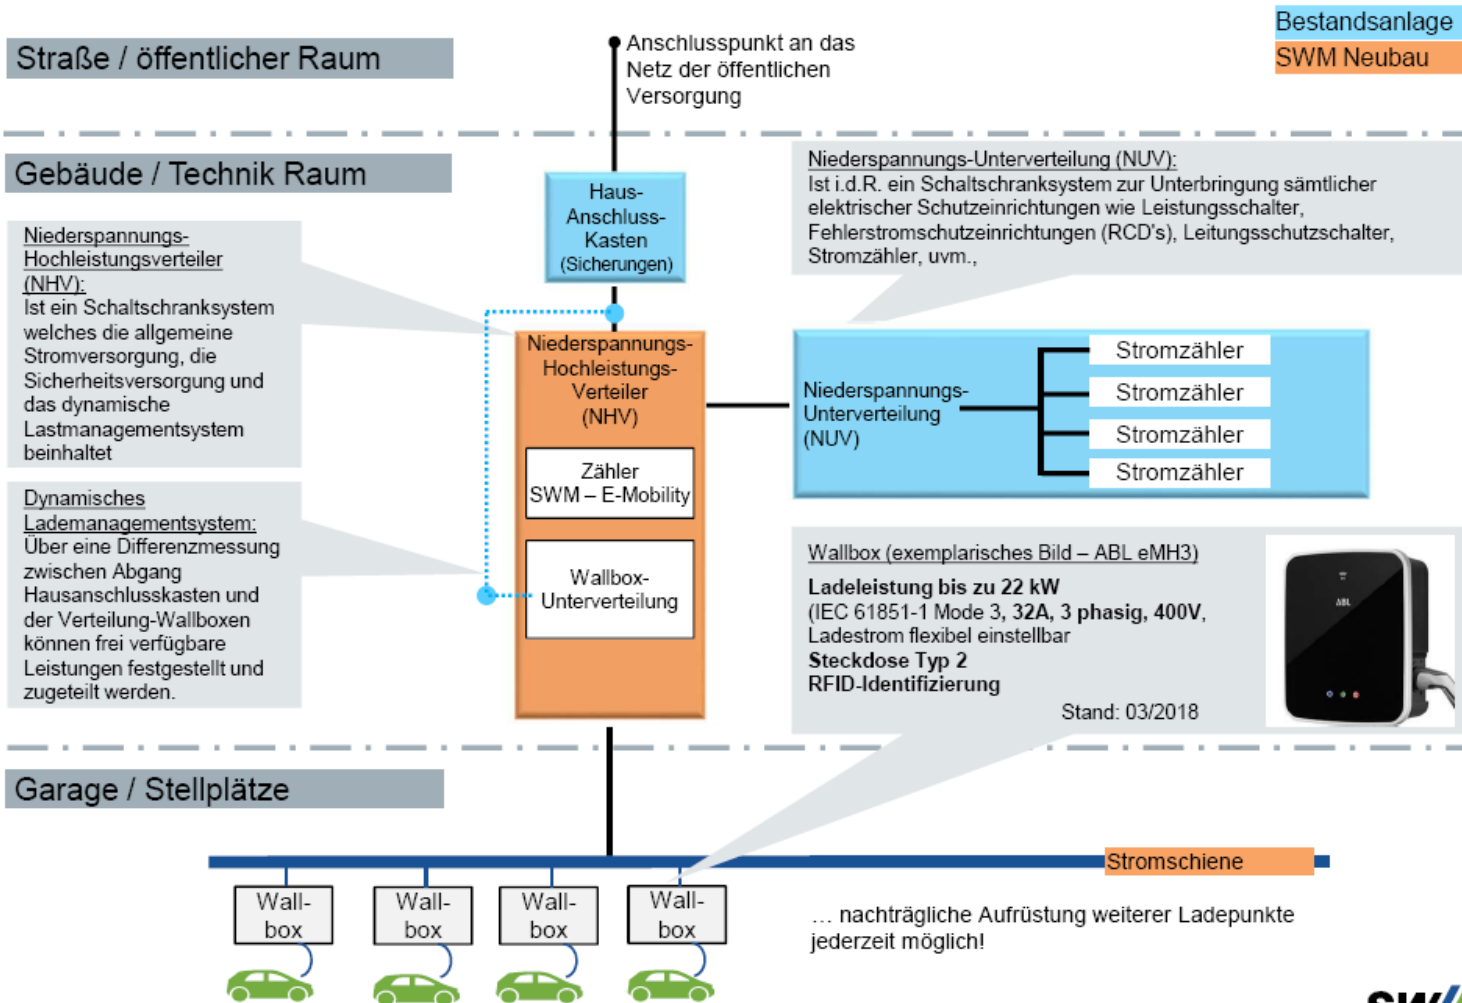 Bestandsanlage
SWM Neubau
Straße / öffentlicher Raum
Anschlusspunkt an das
Netz der öffentlichen
Versorgung
Gebäude / Technik Raum
Haus-
Anschluss-
Kasten
(Sicherungen)
Niederspannungs-Unterverteilung (NUV):
Ist i.d.R. ein Schaltschranksystem zur Unterbringung sämtlicher
elektrischer Schutzeinrichtungen wie Leistungsschalter,
Fehlerstromschutzeinrichtungen (RCD's), Leitungsschutzschalter,
Stromzähler, uvm.,
Niederspannungs-
Hochleistungsverteiler
(NHV):
Ist ein Schaltschranksystem
welches die allgemeine
Stromversorgung, die
Sicherheitsversorgung und
das dynamische
Lastmanagementsystem
beinhaltet
Niederspannungs-
Hochleistungs-
Verteiler
(NHV)
Zähler
SWM – E-Mobility
Wallbox-
Unterverteilung
Niederspannungs-
Unterverteilung
(NUV)
Stromzähler
Stromzähler
Stromzähler
Stromzähler
Dynamisches
Lademanagementsystem:
Über eine Differenzmessung
zwischen Abgang
Hausanschlusskasten und
der Verteilung-Wallboxen
können frei verfügbare
Leistungen festgestellt und
zugeteilt werden.
Wallbox (exemplarisches Bild – ABL eMH3)
Ladeleistung bis zu 22 kW
(IEC 61851-1 Mode 3, 32A, 3 phasig, 400V,
Ladestrom flexibel einstellbar
Steckdose Typ 2
RFID-Identifizierung
Stand: 03/2018
ABL
Garage / Stellplätze
Stromschiene
Wall-
box
Wall-
box
Wall-
box
Wall-
box
… nachträgliche Aufrüstung weiterer Ladepunkte
jederzeit möglich!